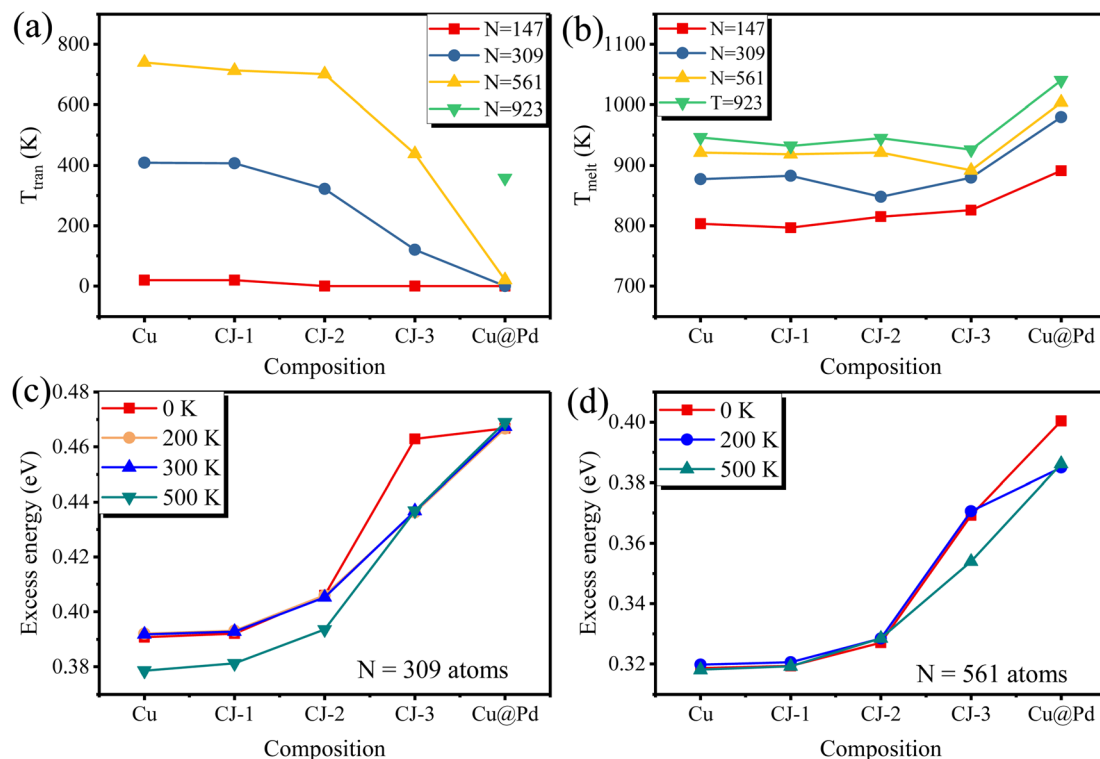 (a)
800
600
400
200
0
T_tran (K)
N=147
N=309
N=561
N=923
Cu CJ-1 CJ-2 CJ-3 Cu@Pd
Composition
(b)
1100
1000
900
800
700
T_melt (K)
N=147
N=309
N=561
T=923
Cu CJ-1 CJ-2 CJ-3 Cu@Pd
Composition
(c)
0.48
0.46
0.44
0.42
0.40
0.38
Excess energy (eV)
0 K
200 K
300 K
500 K
N = 309 atoms
Cu CJ-1 CJ-2 CJ-3 Cu@Pd
Composition
(d)
0.40
0.38
0.36
0.34
0.32
Excess energy (eV)
0 K
200 K
500 K
N = 561 atoms
Cu CJ-1 CJ-2 CJ-3 Cu@Pd
Composition